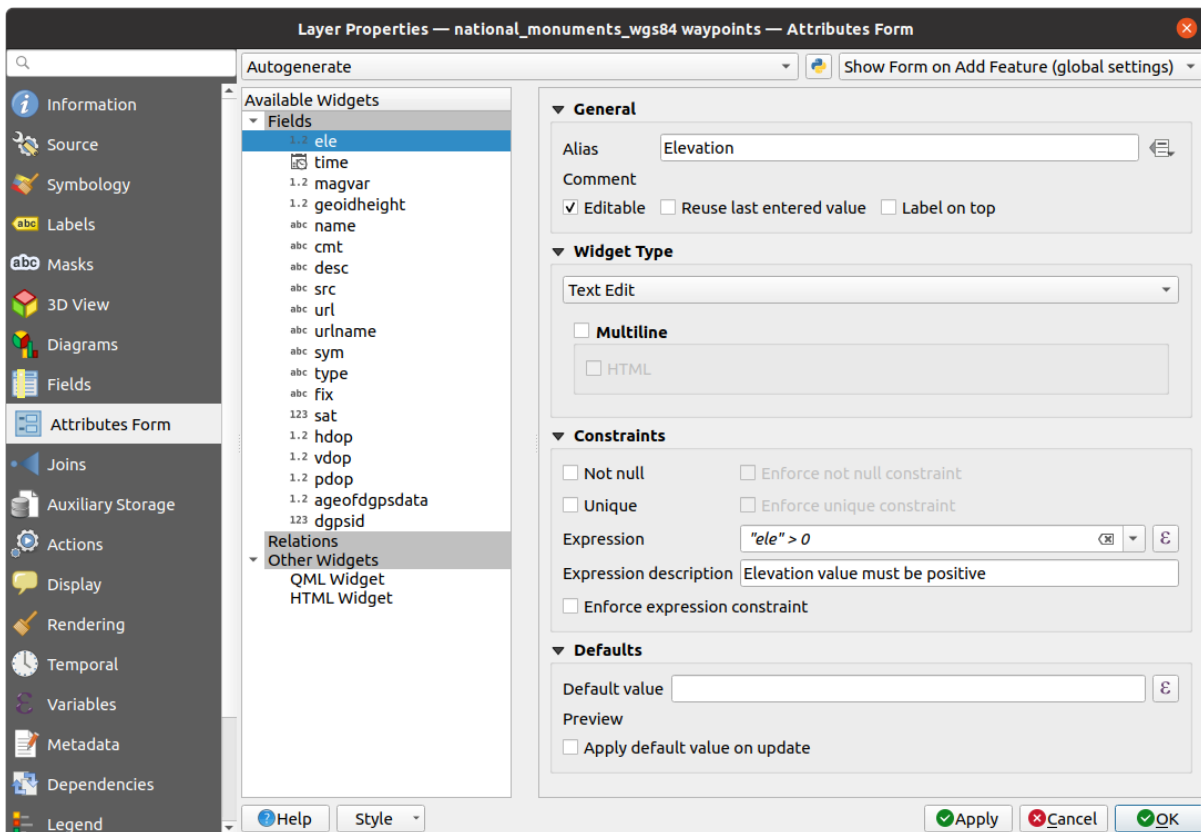 Layer Properties — national_monuments_wgs84 waypoints — Attributes Form
Autogenerate
Show Form on Add Feature (global settings)
Information
Source
Symbology
abc Labels
abc Masks
3D View
Diagrams
Fields
Attributes Form
Joins
Auxiliary Storage
Actions
Display
Rendering
Temporal
Variables
Metadata
Dependencies
Legend
Available Widgets
Fields
1.2 ele
time
1.2 magvar
1.2 geoidheight
abc name
abc cmt
abc desc
abc src
abc url
abc urlname
abc sym
abc type
abc fix
123 sat
1.2 hdop
1.2 vdop
1.2 pdop
1.2 ageofdgpsdata
123 dgpsid
Relations
Other Widgets
QML Widget
HTML Widget
General
Alias Elevation
Comment
Editable Reuse last entered value Label on top
Widget Type
Text Edit
Multiline
HTML
Constraints
Not null Enforce not null constraint
Unique Enforce unique constraint
Expression "ele" > 0 ε
Expression description Elevation value must be positive
Enforce expression constraint
Defaults
Default value ε
Preview
Apply default value on update
Help Style Apply Cancel OK